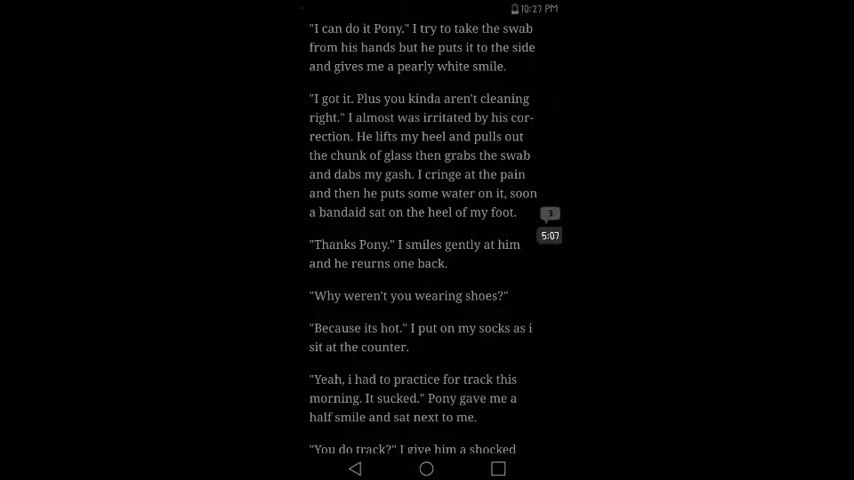 10:27 PM
"I can do it Pony." I try to take the swab
from his hands but he puts it to the side
and gives me a pearly white smile.
"I got it. Plus you kinda aren't cleaning
right." I almost was irritated by his cor-
rection. He lifts my heel and pulls out
the chunk of glass then grabs the swab
and dabs my gash. I cringe at the pain
and then he puts some water on it, soon
a bandaid sat on the heel of my foot.
3
5:07
"Thanks Pony." I smiles gently at him
and he reurns one back.
"Why weren't you wearing shoes?"
"Because its hot." I put on my socks as i
sit at the counter.
"Yeah, i had to practice for track this
morning. It sucked." Pony gave me a
half smile and sat next to me.
"You do track?" I give him a shocked